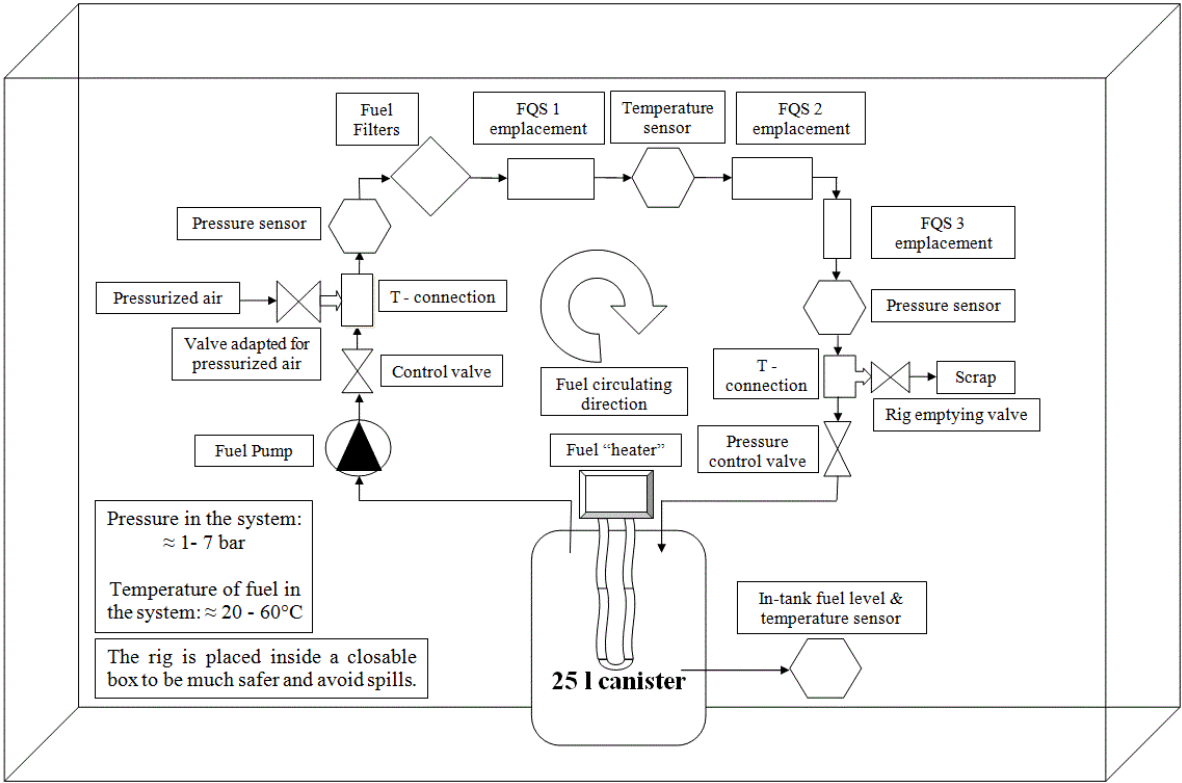 Fuel
Filters
FQS 1
emplacement
Temperature
sensor
FQS 2
emplacement
Pressure sensor
FQS 3
emplacement
Pressurized air
T - connection
Pressure sensor
Valve adapted for
pressurized air
Control valve
Fuel circulating
direction
T -
connection
Scrap
Rig emptying valve
Fuel Pump
Fuel “heater”
Pressure
control valve
Pressure in the system:
≈ 1- 7 bar
Temperature of fuel in
the system: ≈ 20 - 60°C
In-tank fuel level &
temperature sensor
The rig is placed inside a closable
box to be much safer and avoid spills.
25 l canister